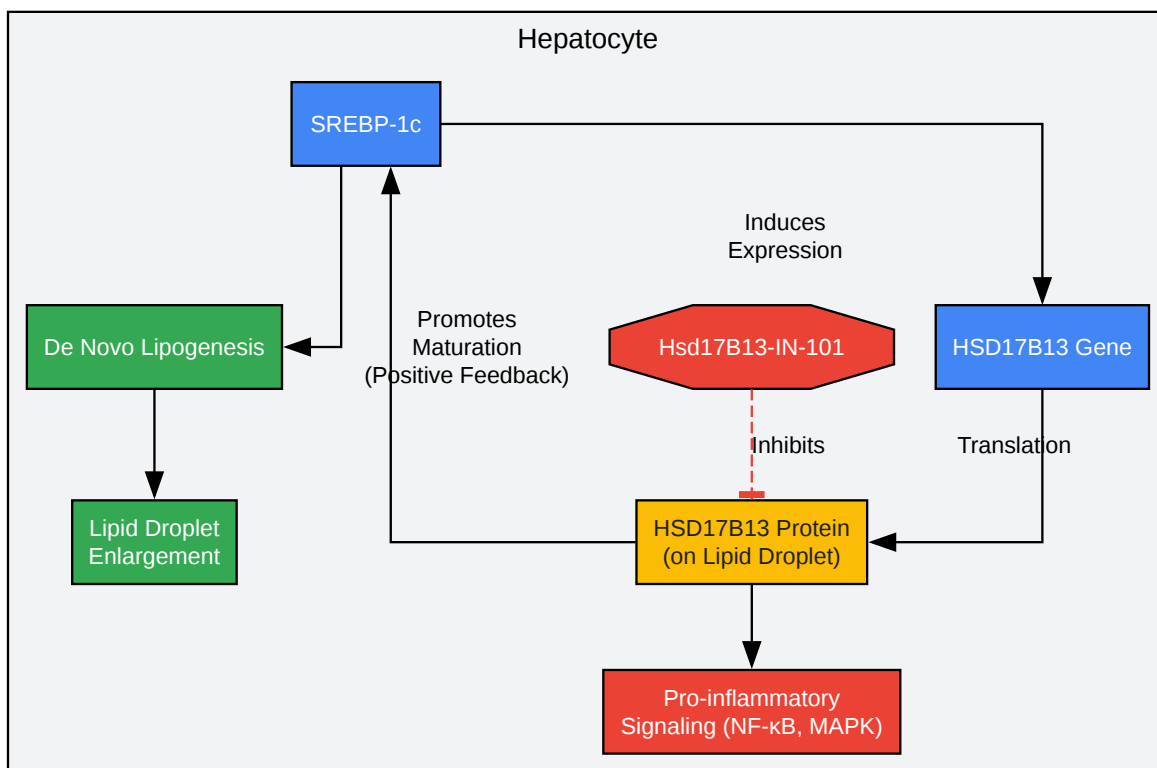 Hepatocyte
SREBP-1c
Induces
Expression
De Novo Lipogenesis
Promotes
Maturation
(Positive Feedback)
Hsd17B13-IN-101
HSD17B13 Gene
Inhibits
Translation
Lipid Droplet
Enlargement
HSD17B13 Protein
(on Lipid Droplet)
Pro-inflammatory
Signaling (NF-κB, MAPK)